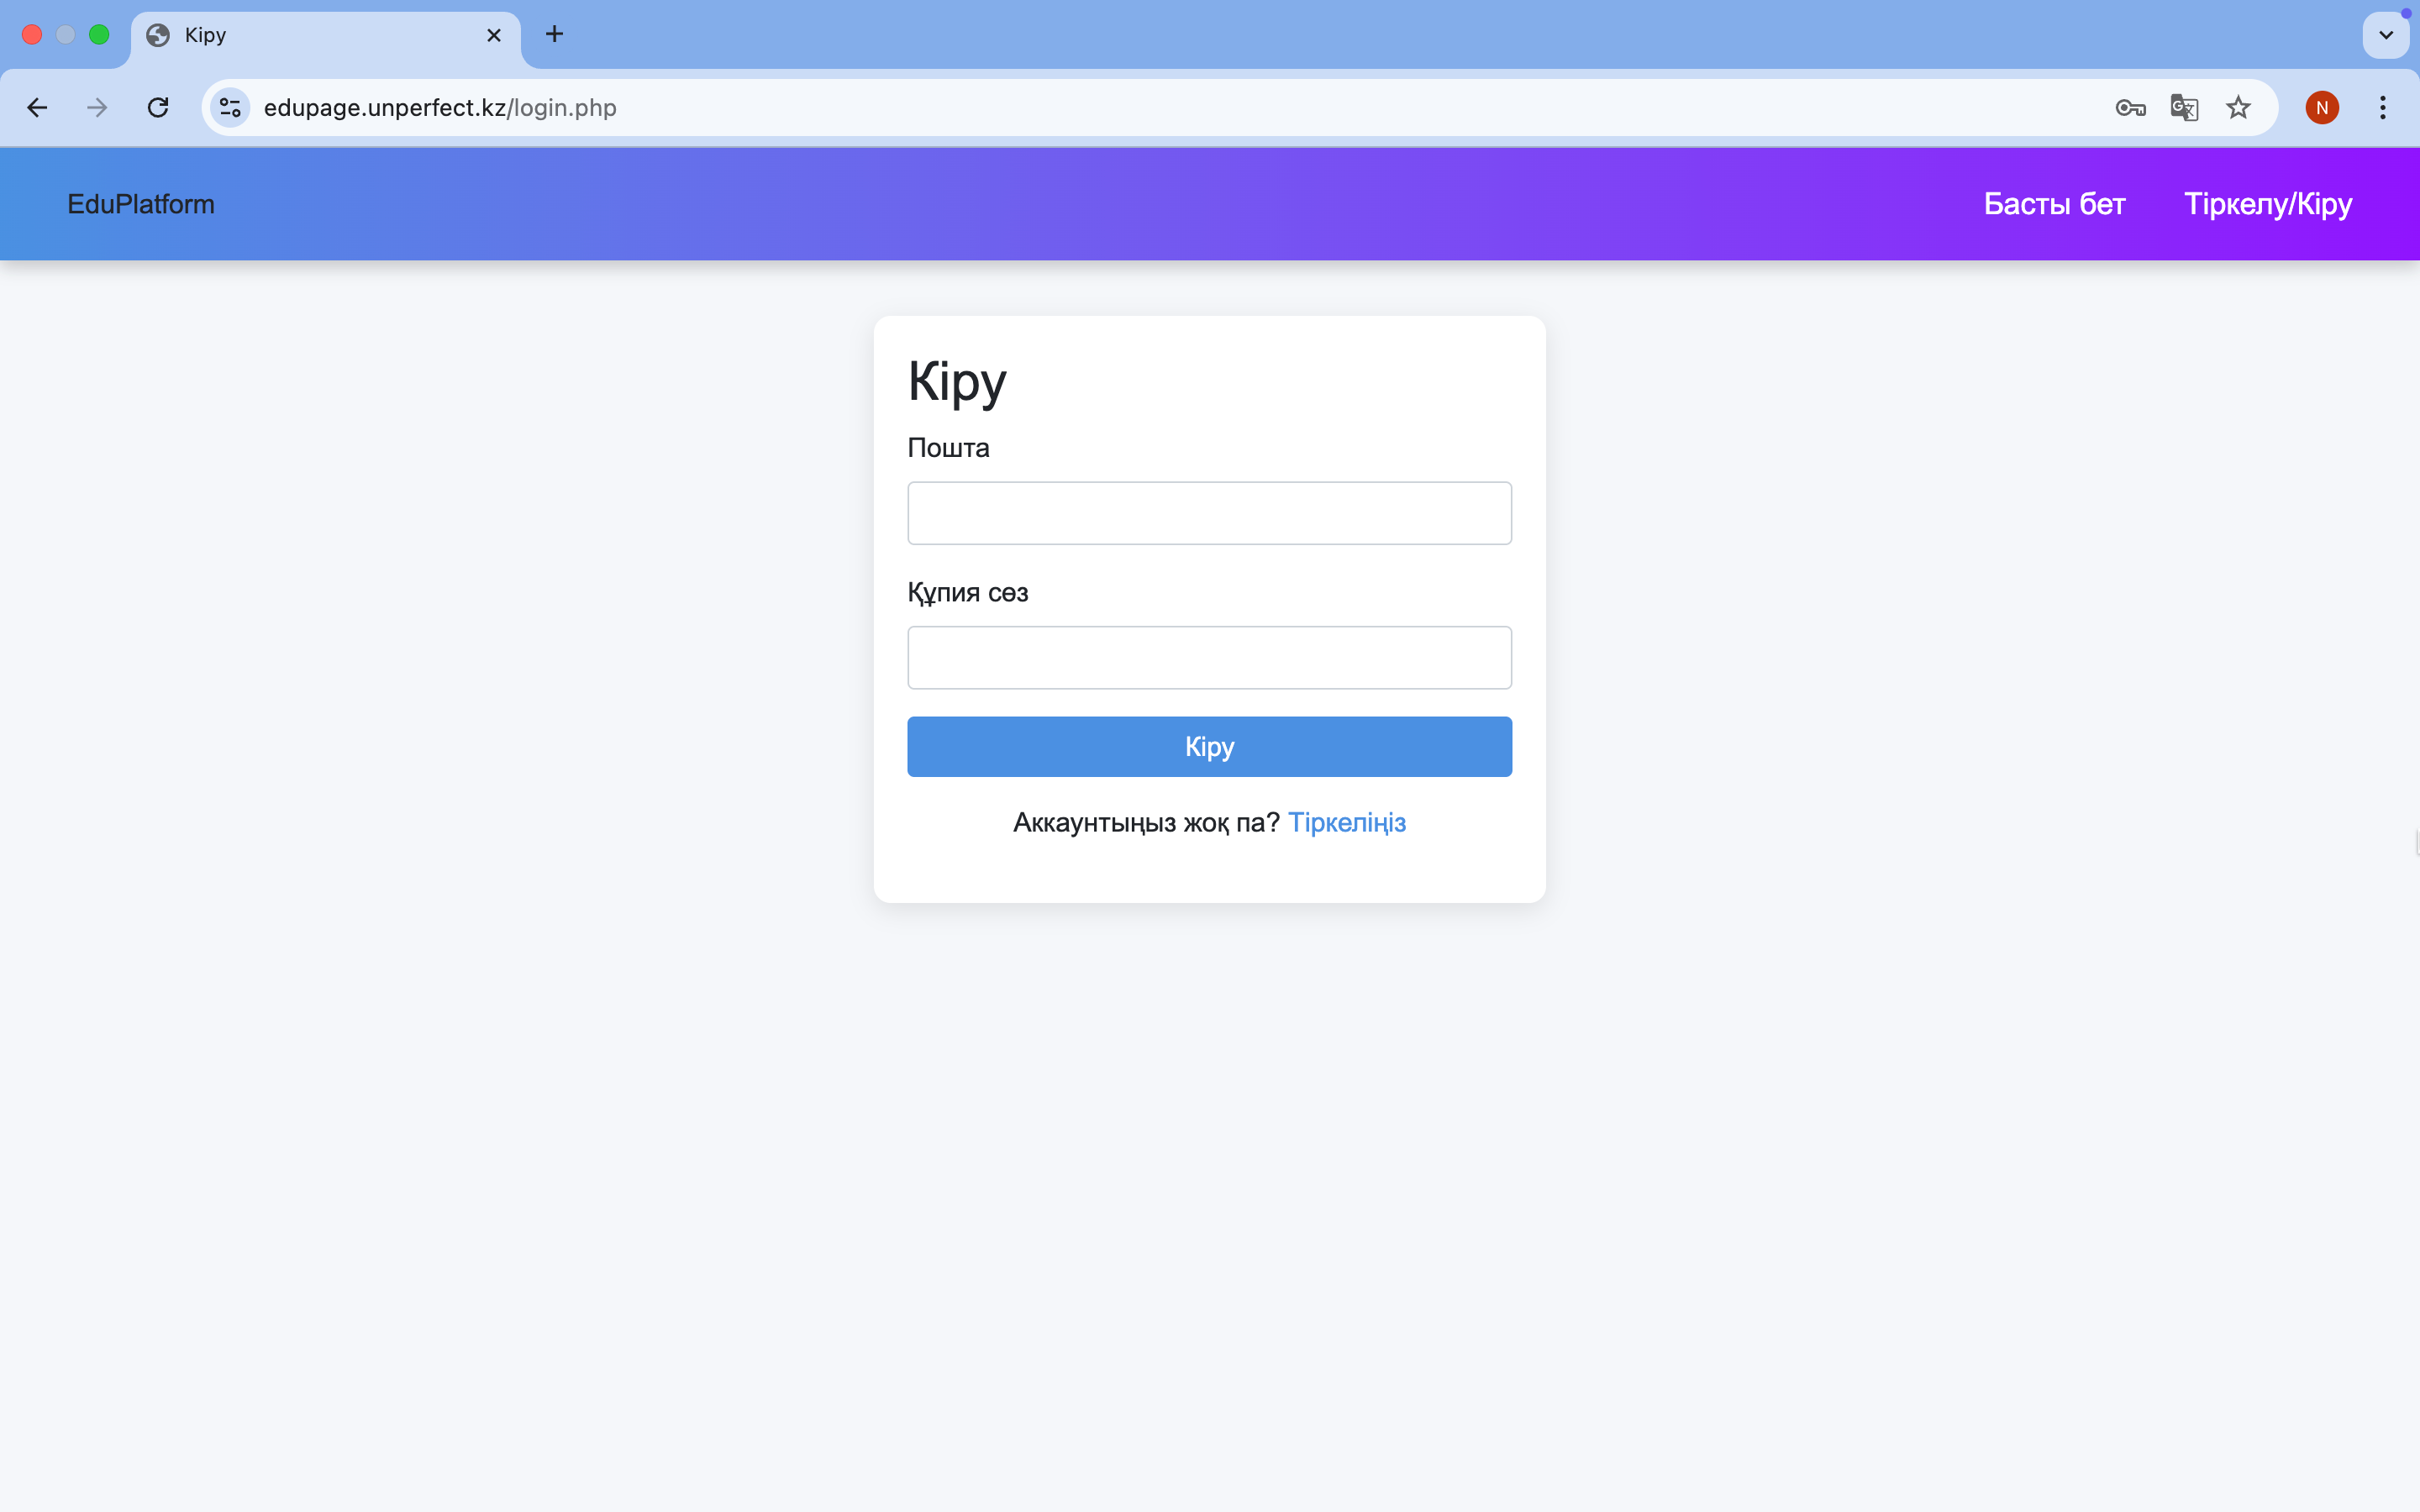 Кіру
edupage.unperfect.kz/login.php
N
EduPlatform
Басты бет
Тіркелу/Кіру
Кіру
Пошта
Құпия сөз
Кіру
Аккаунтыңыз жоқ па? Тіркеліңіз